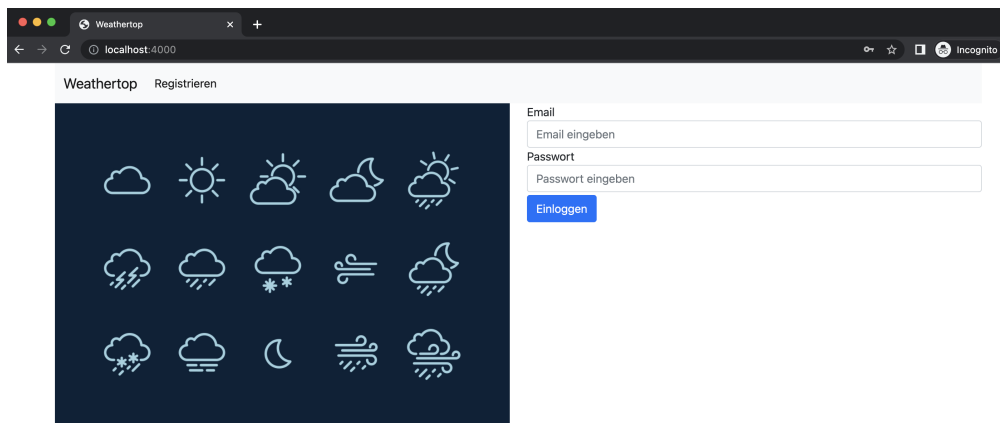 Weathertop
localhost:4000
Incognito
Weathertop Registrieren
Email
Email eingeben
Passwort
Passwort eingeben
Einloggen